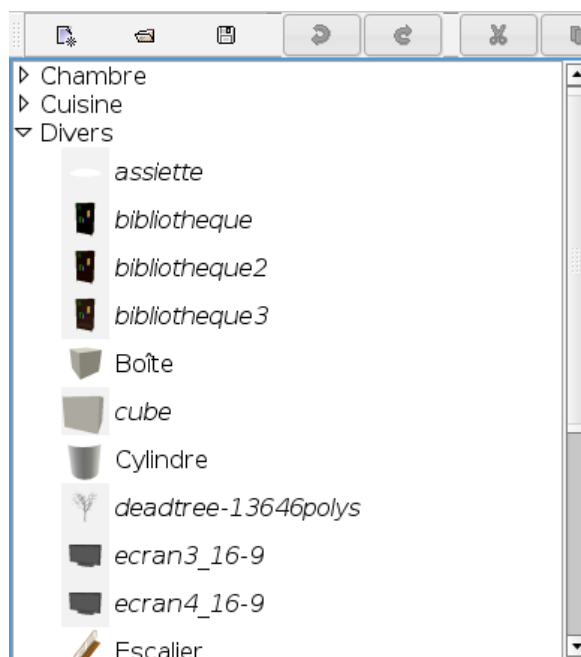 Chambre
Cuisine
Divers
assiette
bibliotheque
bibliotheque2
bibliotheque3
Boîte
cube
Cylindre
deadtree-13646polys
ecran3_16-9
ecran4_16-9
Escalier